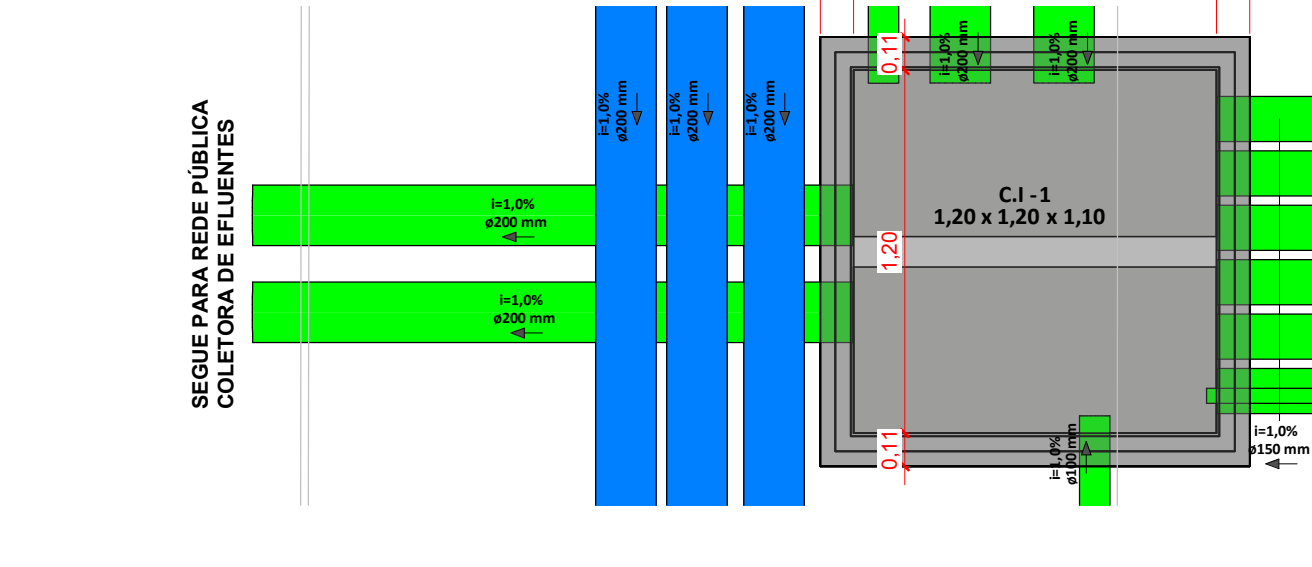 SEGUE PARA REDE PÚBLICA
COLETORA DE EFLUENTES
i=1,0%
ø200 mm
i=1,0%
ø200 mm
i=1,0%
ø200 mm
i=1,0%
ø200 mm
i=1,0%
ø200 mm
0,11
1,20
0,11
i=1,0%
ø200 mm
i=1,0%
ø200 mm
C.I -1
1,20 x 1,20 x 1,10
i=1,0%
ø100 mm
i=1,0%
ø150 mm